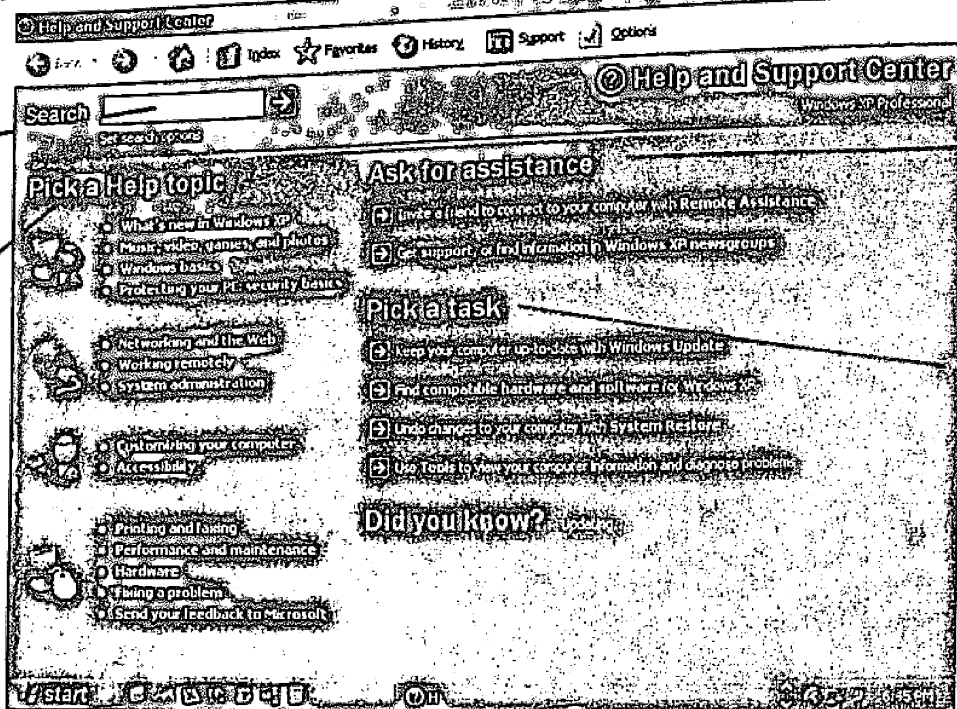 Help and Support Center
Index Favorites History Support Options
Help and Support Center
Windows XP Professional
Search
Set search options
Pick a Help topic
What's new in Windows XP
Music, video, games, and photos
Windows basics
Protecting your PC: security basics
Networking and the Web
Working remotely
System administration
Customizing your computer
Accessibility
Printing and faxing
Performance and maintenance
Hardware
Fixing a problem
Send your feedback to Microsoft
Ask for assistance
Invite a friend to connect to your computer with Remote Assistance
Get support, or find information in Windows XP newsgroups
Pick a task
Keep your computer up-to-date with Windows Update
Find compatible hardware and software for Windows XP
Undo changes to your computer with System Restore
Use Tools to view your computer information and diagnose problems
Did you know? Updating
start